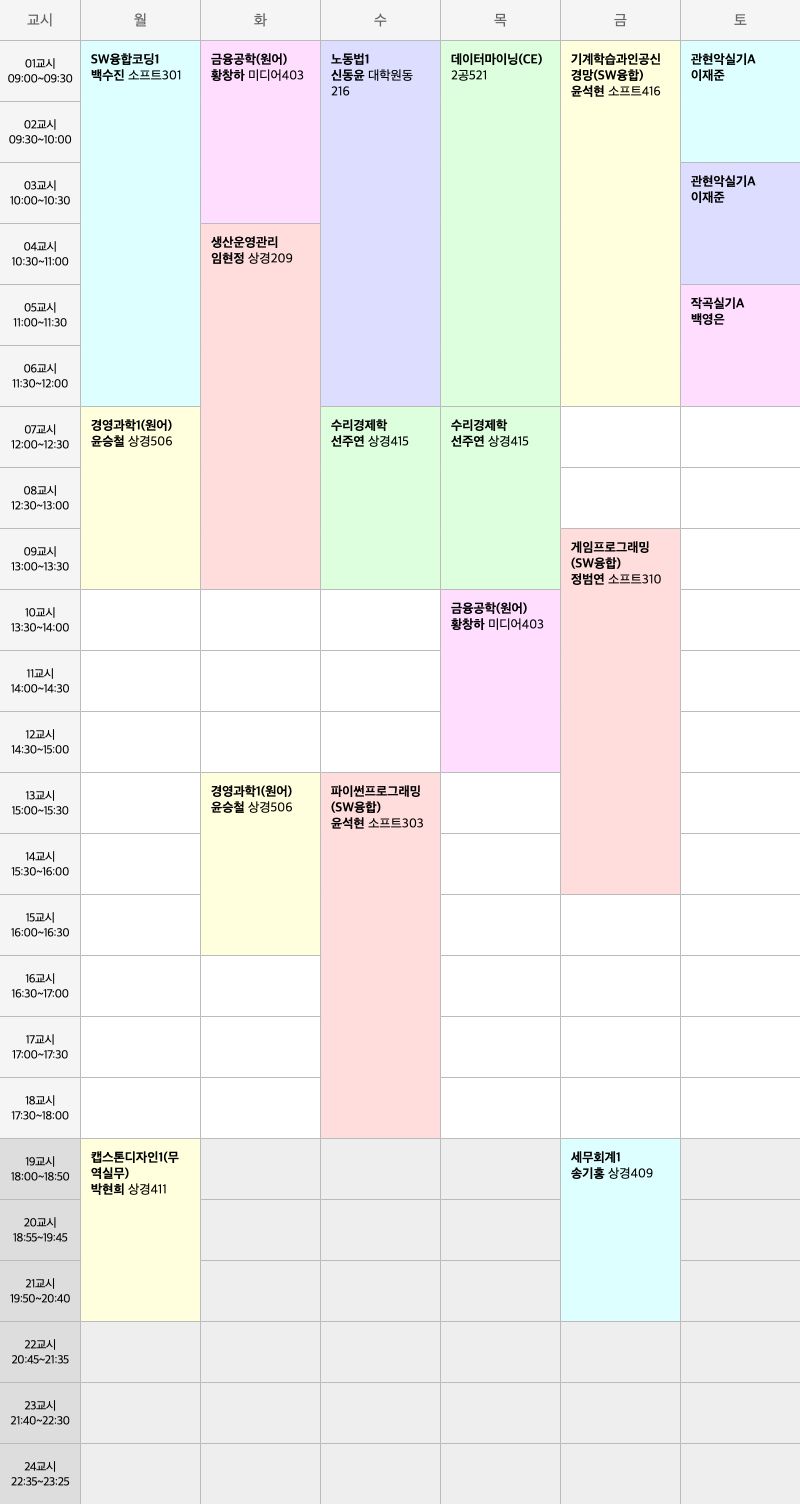 교시 월 화 수 목 금 토
01교시
09:00~09:30
SW융합코딩1
백수진 소프트301
금융공학(원어)
황창하 미디어403
노동법1
신동윤 대학원동
216
데이터마이닝(CE)
2공521
기계학습과인공신
경망(SW융합)
윤석현 소프트416
관현악실기A
이재준
02교시
09:30~10:00
03교시
10:00~10:30
관현악실기A
이재준
04교시
10:30~11:00
생산운영관리
임현정 상경209
05교시
11:00~11:30
작곡실기A
백영은
06교시
11:30~12:00
07교시
12:00~12:30
경영과학1(원어)
윤승철 상경506
수리경제학
선주연 상경415
수리경제학
선주연 상경415
08교시
12:30~13:00
09교시
13:00~13:30
게임프로그래밍
(SW융합)
정범연 소프트310
10교시
13:30~14:00
금융공학(원어)
황창하 미디어403
11교시
14:00~14:30
12교시
14:30~15:00
13교시
15:00~15:30
경영과학1(원어)
윤승철 상경506
파이썬프로그래밍
(SW융합)
윤석현 소프트303
14교시
15:30~16:00
15교시
16:00~16:30
16교시
16:30~17:00
17교시
17:00~17:30
18교시
17:30~18:00
19교시
18:00~18:50
캡스톤디자인1(무
역실무)
박현희 상경411
세무회계1
송기홍 상경409
20교시
18:55~19:45
21교시
19:50~20:40
22교시
20:45~21:35
23교시
21:40~22:30
24교시
22:35~23:25